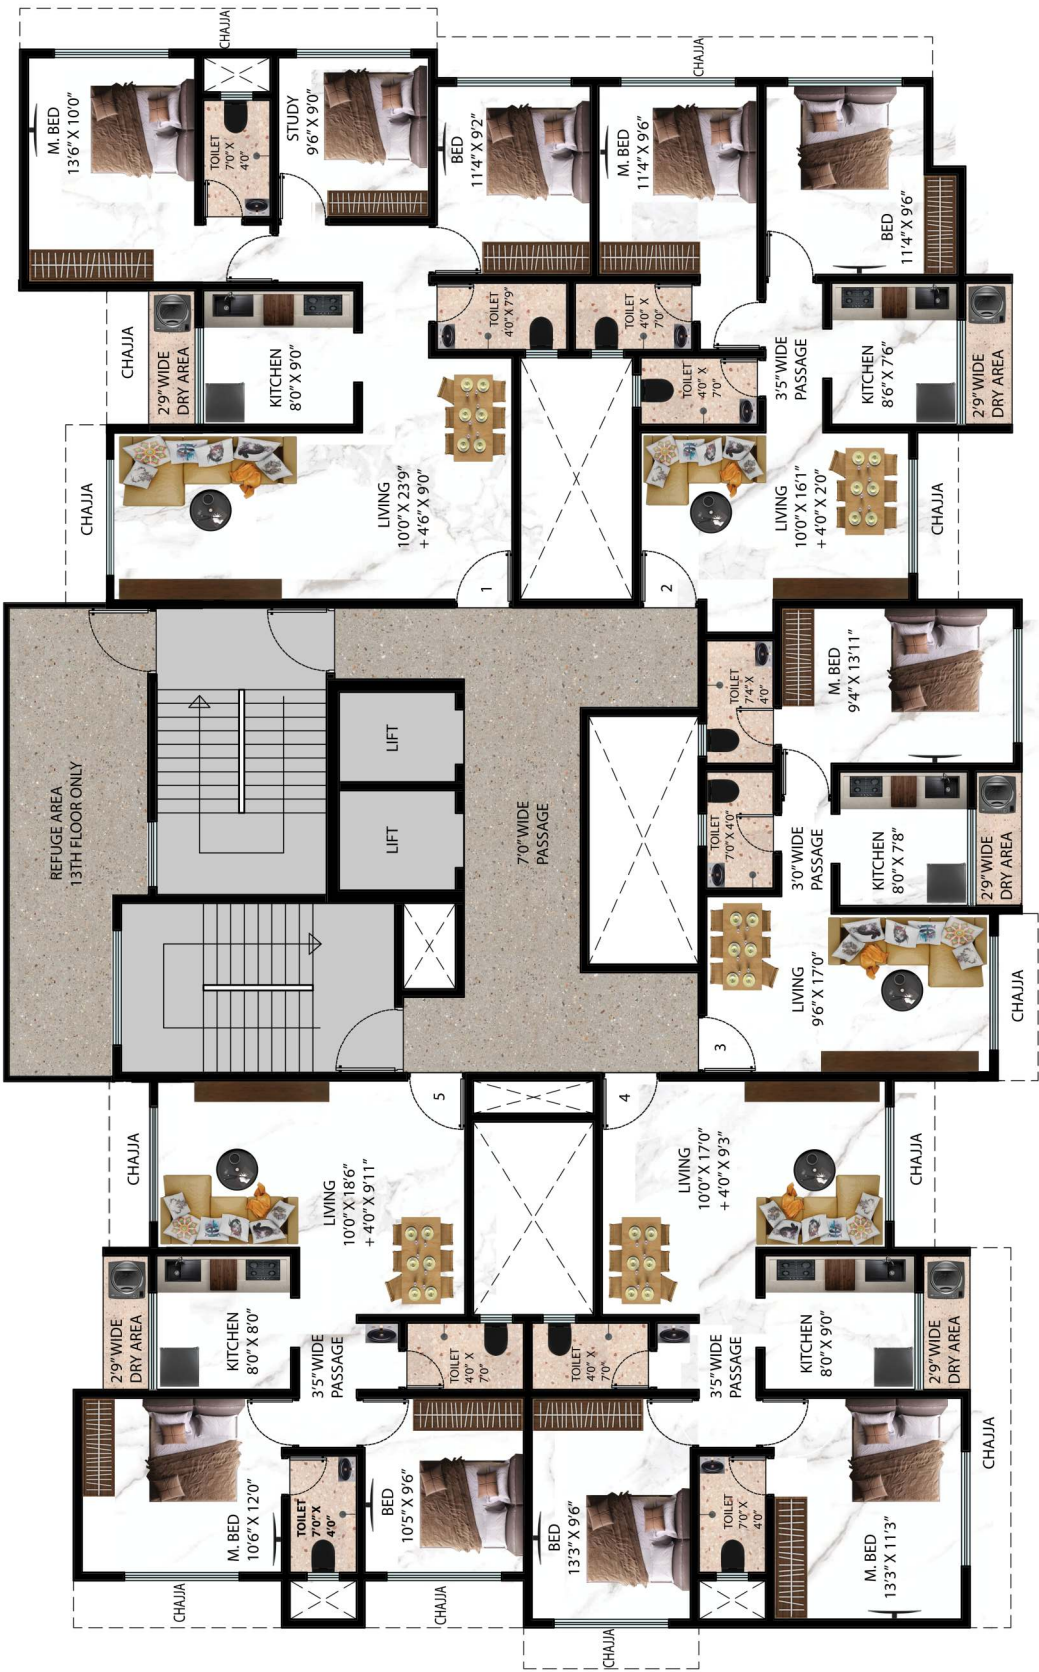 CHAJJA
M. BED
13'6" X 10'0"
TOILET
7'0" X
4'0"
STUDY
9'6" X 9'0"
BED
11'4" X 9'2"
CHAJJA
M. BED
11'4" X 9'6"
BED
11'4" X 9'6"
CHAJJA
2'9" WIDE
DRY AREA
KITCHEN
8'0" X 9'0"
TOILET
4'0" X 7'9"
TOILET
4'0" X
7'0"
TOILET
4'0" X
7'0"
3'5" WIDE
PASSAGE
KITCHEN
8'6" X 7'6"
2'9" WIDE
DRY AREA
CHAJJA
LIVING
10'0" X 23'9"
+ 4'6" X 9'0"
1
2
LIVING
10'0" X 16'1"
+ 4'0" X 2'0"
CHAJJA
REFUGE AREA
13TH FLOOR ONLY
LIFT
LIFT
7'0" WIDE
PASSAGE
TOILET
7'4" X
4'0"
M. BED
9'4" X 13'11"
TOILET
7'0" X 4'0"
3'0" WIDE
PASSAGE
KITCHEN
8'0" X 7'8"
2'9" WIDE
DRY AREA
LIVING
9'6" X 17'0"
3
CHAJJA
CHAJJA
5
4
LIVING
10'0" X 18'6"
+ 4'0" X 9'11"
LIVING
10'0" X 17'0"
+ 4'0" X 9'3"
CHAJJA
2'9" WIDE
DRY AREA
KITCHEN
8'0" X 8'0"
3'5" WIDE
PASSAGE
TOILET
4'0" X
7'0"
TOILET
4'0" X
7'0"
3'5" WIDE
PASSAGE
KITCHEN
8'0" X 9'0"
2'9" WIDE
DRY AREA
CHAJJA
M. BED
10'6" X 12'0"
TOILET
7'0" X
4'0"
BED
10'5" X 9'6"
BED
13'3" X 9'6"
TOILET
7'0" X
4'0"
M. BED
13'3" X 11'3"
CHAJJA
CHAJJA
CHAJJA